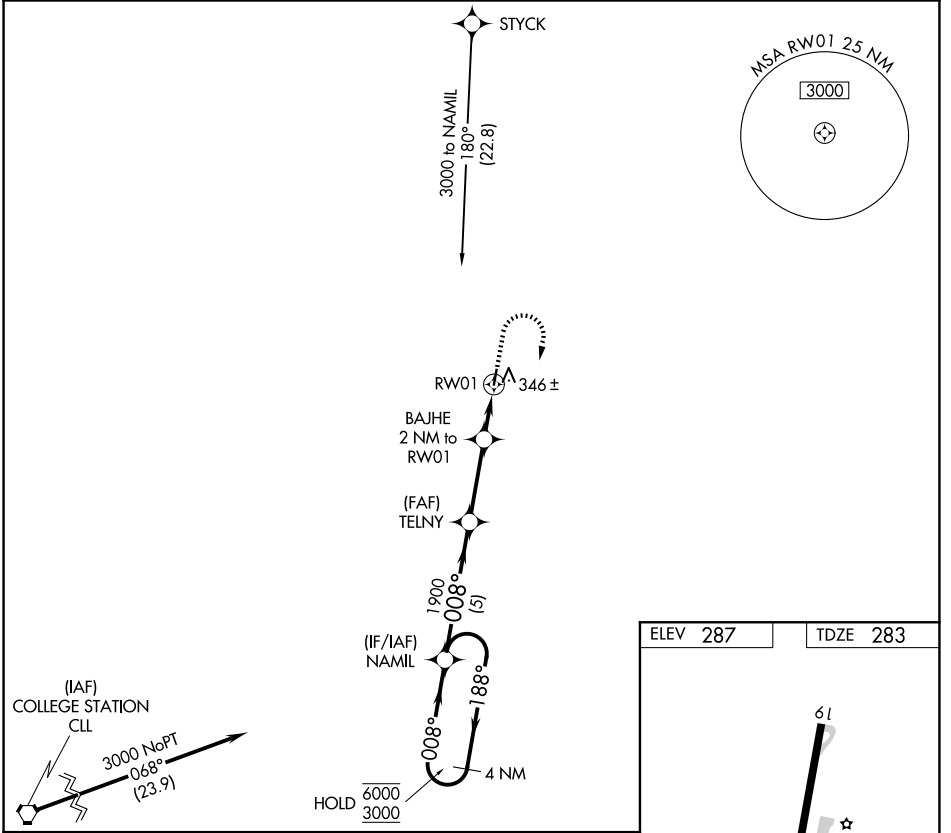 STYCK
3000 to NAMIL
180°
(22.8)
MSA RW01 25 NM
3000
RW01
346±
BAJHE
2 NM to
RW01
(FAF)
TELNY
1900
008°
(5)
(IF/IAF)
NAMIL
188°
008°
4 NM
HOLD
6000
3000
(IAF)
COLLEGE STATION
CLL
3000 NoPT
068°
(23.9)
ELEV 287
TDZE 283
19